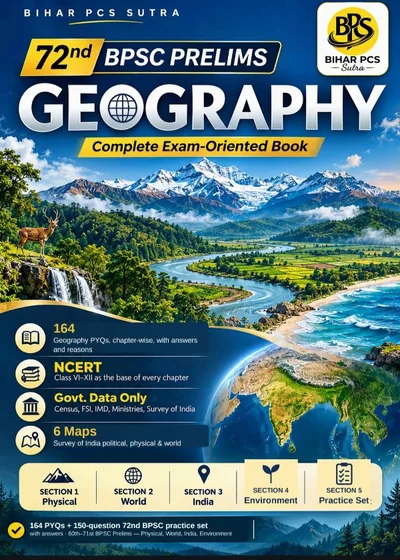 BIHAR PCS SUTRA
BPS
BIHAR PCS
Sutra
72nd BPSC PRELIMS
GEOGRAPHY
Complete Exam-Oriented Book
164
Geography PYQs, chapter-wise, with answers
and reasons
NCERT
Class VI-XII as the base of every chapter
Govt. Data Only
Census, FSI, IMD, Ministries, Survey of India
6 Maps
Survey of India political, physical & world
SECTION 1
Physical
SECTION 2
World
SECTION 3
India
SECTION 4
Environment
SECTION 5
Practice Set
164 PYQs + 150-question 72nd BPSC practice set
with answers · 60th–71st BPSC Prelims — Physical, World, India, Environment